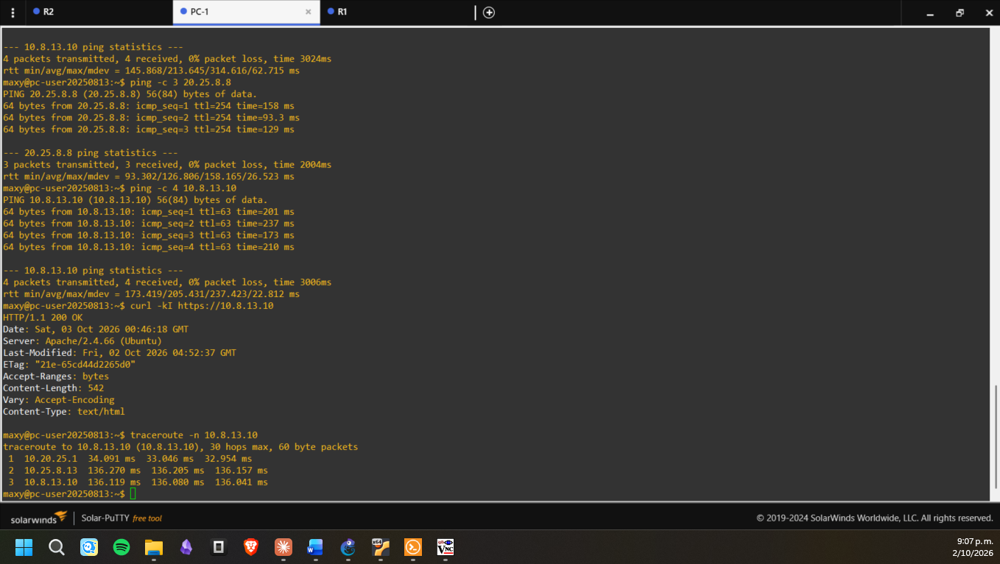 R2
PC-1
R1
--- 10.8.13.10 ping statistics ---
4 packets transmitted, 4 received, 0% packet loss, time 3024ms
rtt min/avg/max/mdev = 145.868/213.645/314.616/62.715 ms
maxy@pc-user20250813:~$ ping -c 3 20.25.8.8
PING 20.25.8.8 (20.25.8.8) 56(84) bytes of data.
64 bytes from 20.25.8.8: icmp_seq=1 ttl=254 time=158 ms
64 bytes from 20.25.8.8: icmp_seq=2 ttl=254 time=93.3 ms
64 bytes from 20.25.8.8: icmp_seq=3 ttl=254 time=129 ms
--- 20.25.8.8 ping statistics ---
3 packets transmitted, 3 received, 0% packet loss, time 2004ms
rtt min/avg/max/mdev = 93.302/126.806/158.165/26.523 ms
maxy@pc-user20250813:~$ ping -c 4 10.8.13.10
PING 10.8.13.10 (10.8.13.10) 56(84) bytes of data.
64 bytes from 10.8.13.10: icmp_seq=1 ttl=63 time=201 ms
64 bytes from 10.8.13.10: icmp_seq=2 ttl=63 time=237 ms
64 bytes from 10.8.13.10: icmp_seq=3 ttl=63 time=173 ms
64 bytes from 10.8.13.10: icmp_seq=4 ttl=63 time=210 ms
--- 10.8.13.10 ping statistics ---
4 packets transmitted, 4 received, 0% packet loss, time 3006ms
rtt min/avg/max/mdev = 173.419/205.431/237.423/22.812 ms
maxy@pc-user20250813:~$ curl -kI https://10.8.13.10
HTTP/1.1 200 OK
Date: Sat, 03 Oct 2026 00:46:18 GMT
Server: Apache/2.4.66 (Ubuntu)
Last-Modified: Fri, 02 Oct 2026 04:52:37 GMT
ETag: "21e-65cd44d2265d0"
Accept-Ranges: bytes
Content-Length: 542
Vary: Accept-Encoding
Content-Type: text/html
maxy@pc-user20250813:~$ traceroute -n 10.8.13.10
traceroute to 10.8.13.10 (10.8.13.10), 30 hops max, 60 byte packets
1 10.20.25.1 34.091 ms 33.046 ms 32.954 ms
2 10.25.8.13 136.270 ms 136.205 ms 136.157 ms
3 10.8.13.10 136.119 ms 136.080 ms 136.041 ms
maxy@pc-user20250813:~$
solarwinds Solar-PuTTY free tool
© 2019-2024 SolarWinds Worldwide, LLC. All rights reserved.
W
X64
VNC
9:07 p. m.
2/10/2026